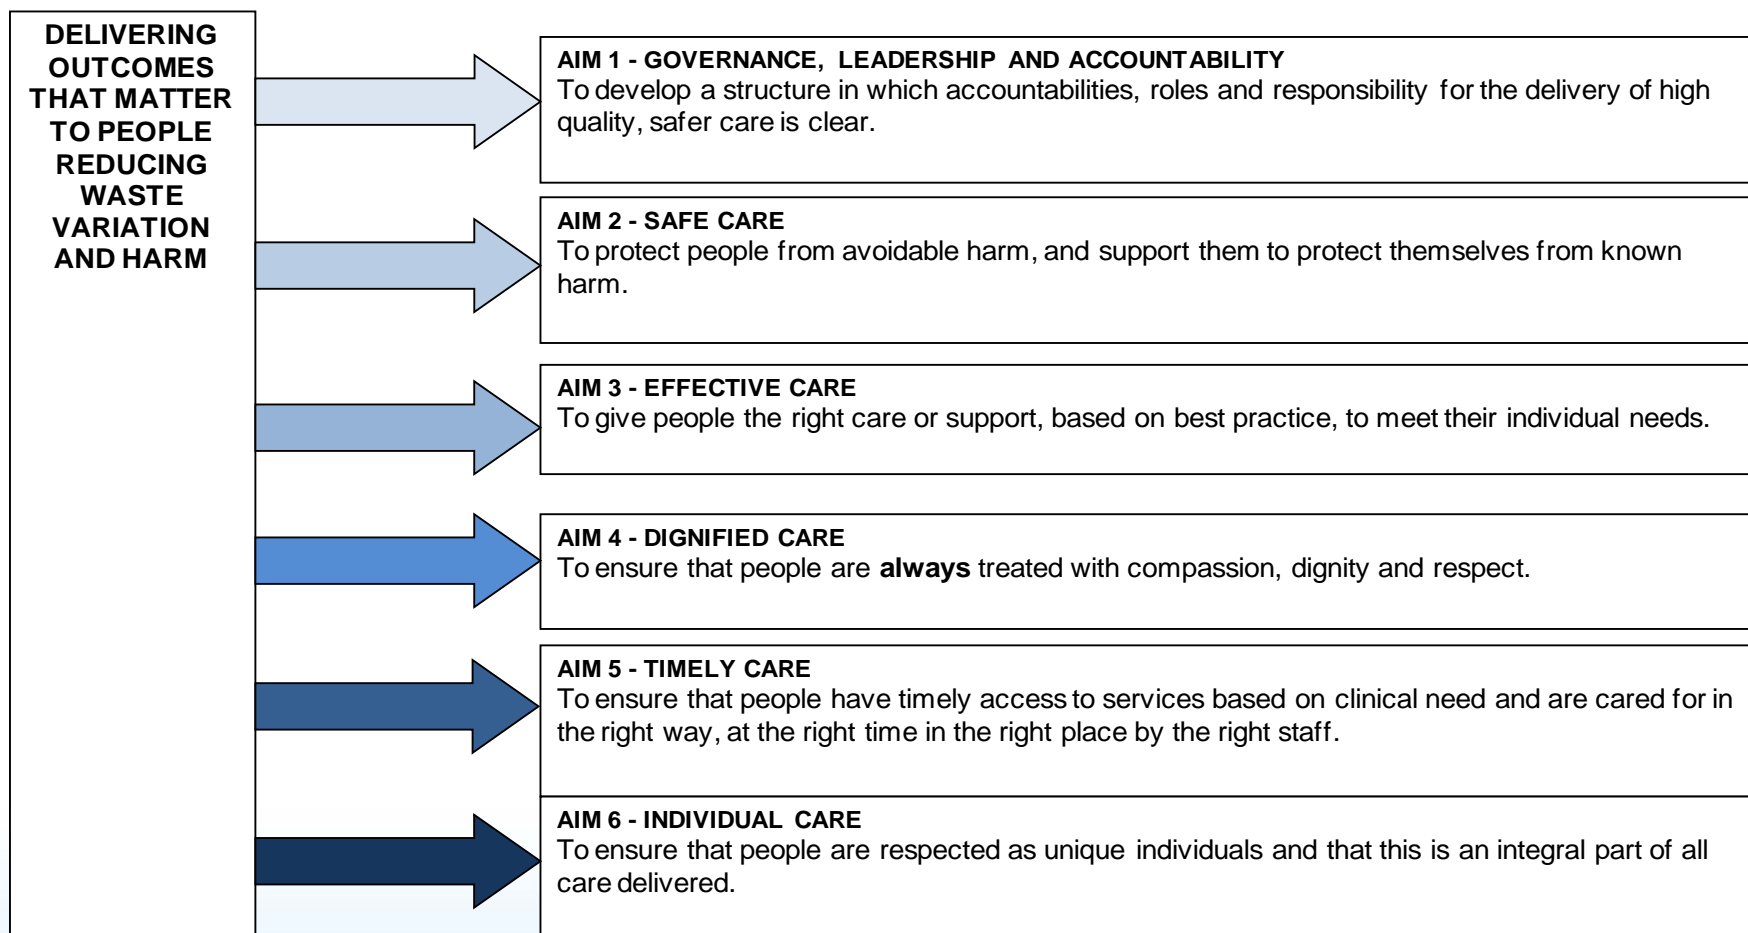 DELIVERING
OUTCOMES
THAT MATTER
TO PEOPLE
REDUCING
WASTE
VARIATION
AND HARM
AIM 1 - GOVERNANCE, LEADERSHIP AND ACCOUNTABILITY
To develop a structure in which accountabilities, roles and responsibility for the delivery of high
quality, safer care is clear.
AIM 2 - SAFE CARE
To protect people from avoidable harm, and support them to protect themselves from known
harm.
AIM 3 - EFFECTIVE CARE
To give people the right care or support, based on best practice, to meet their individual needs.
AIM 4 - DIGNIFIED CARE
To ensure that people are always treated with compassion, dignity and respect.
AIM 5 - TIMELY CARE
To ensure that people have timely access to services based on clinical need and are cared for in
the right way, at the right time in the right place by the right staff.
AIM 6 - INDIVIDUAL CARE
To ensure that people are respected as unique individuals and that this is an integral part of all
care delivered.